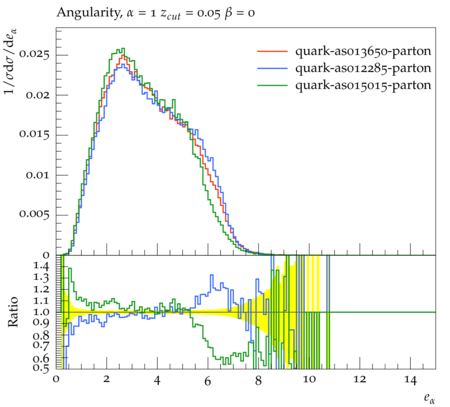 Angularity, α = 1 z_cut = 0.05 β = 0
1/σdσ/de_α
0.025
0.02
0.015
0.01
0.005
0
quark-as013650-parton
quark-as012285-parton
quark-as015015-parton
Ratio
1.4
1.3
1.2
1.1
1.0
0.9
0.8
0.7
0.6
0.5
0 2 4 6 8 10 12 14
e_α